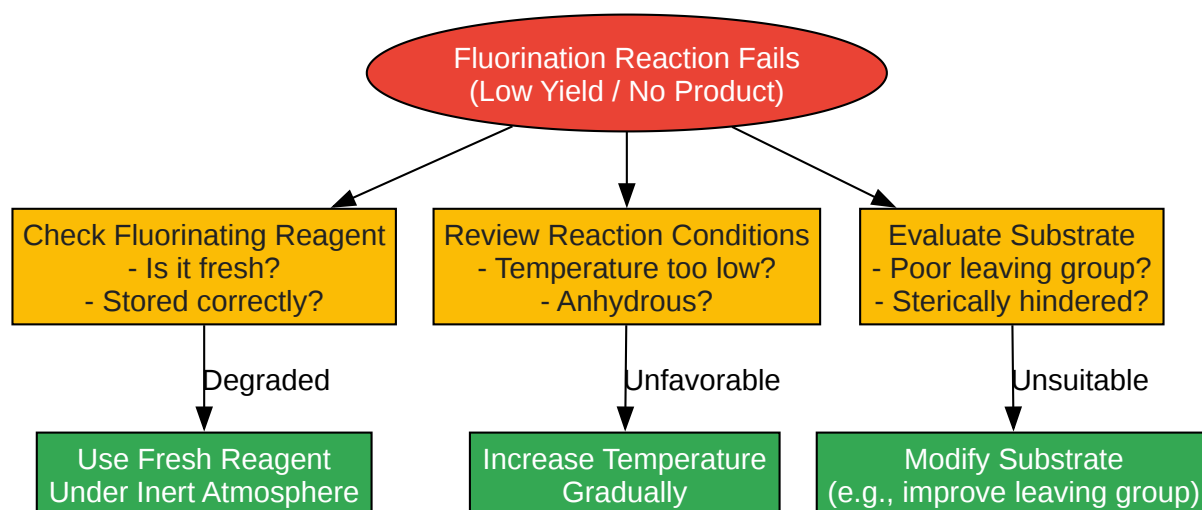 Fluorination Reaction Fails
(Low Yield / No Product)
Check Fluorinating Reagent
- Is it fresh?
- Stored correctly?
Review Reaction Conditions
- Temperature too low?
- Anhydrous?
Evaluate Substrate
- Poor leaving group?
- Sterically hindered?
Degraded
Unfavorable
Unsuitable
Use Fresh Reagent
Under Inert Atmosphere
Increase Temperature
Gradually
Modify Substrate
(e.g., improve leaving group)